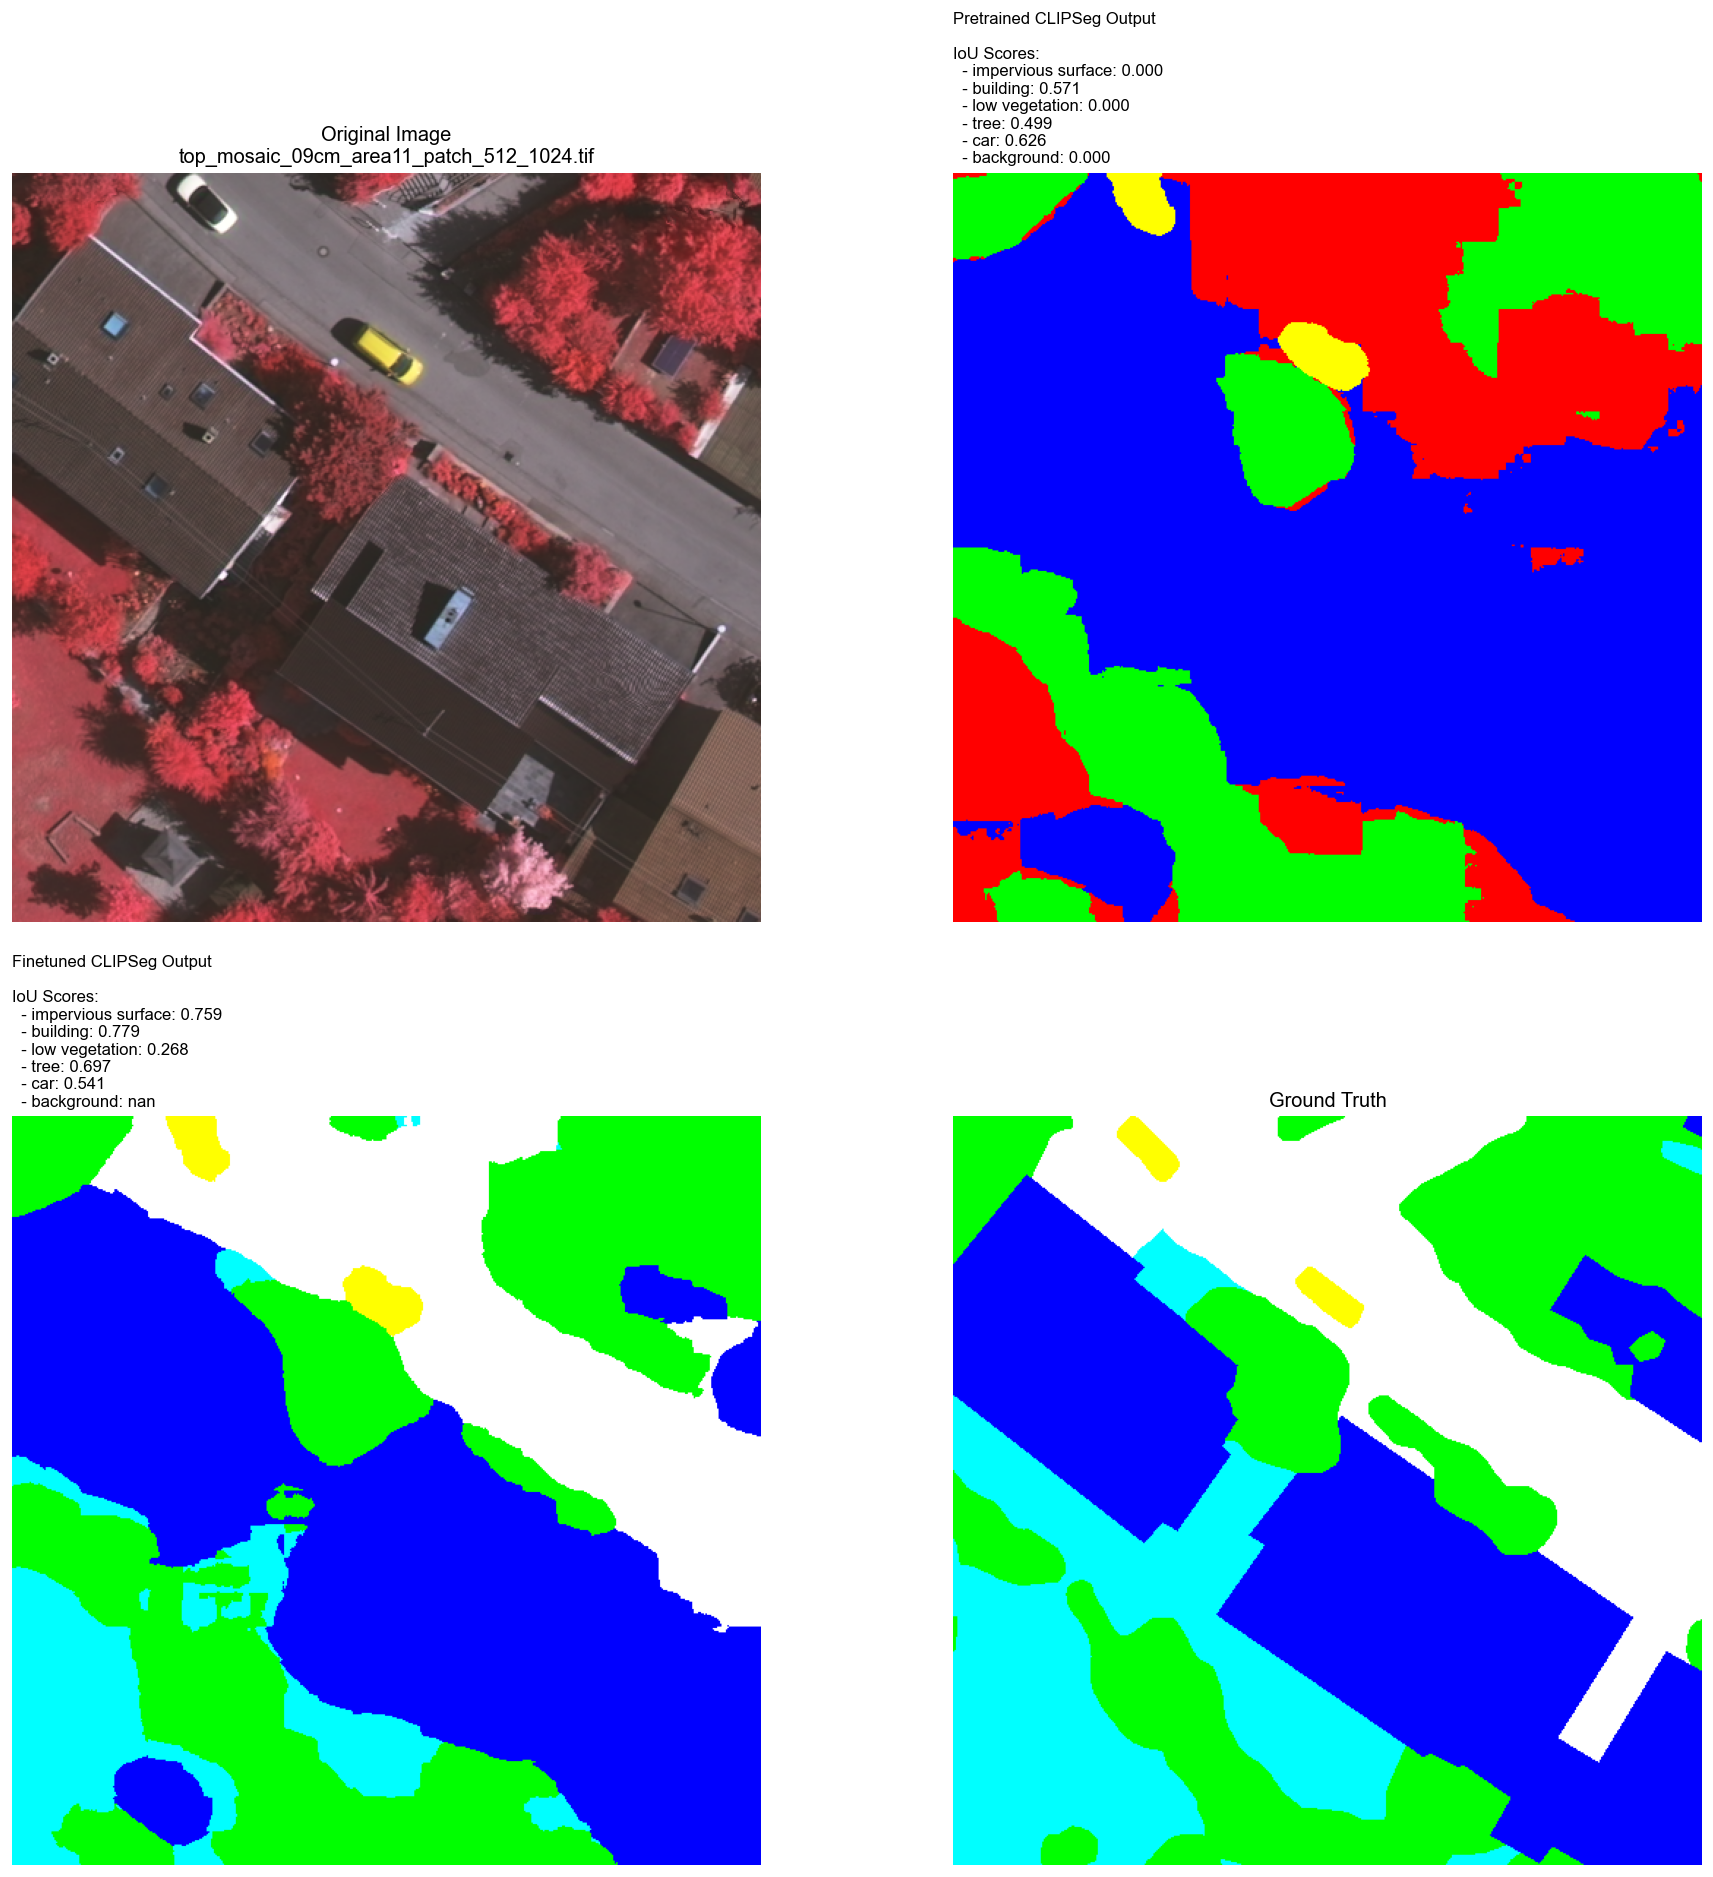 Pretrained CLIPSeg Output
IoU Scores:
- impervious surface: 0.000
- building: 0.571
- low vegetation: 0.000
- tree: 0.499
- car: 0.626
- background: 0.000
Original Image
top_mosaic_09cm_area11_patch_512_1024.tif
Finetuned CLIPSeg Output
IoU Scores:
- impervious surface: 0.759
- building: 0.779
- low vegetation: 0.268
- tree: 0.697
- car: 0.541
- background: nan
Ground Truth